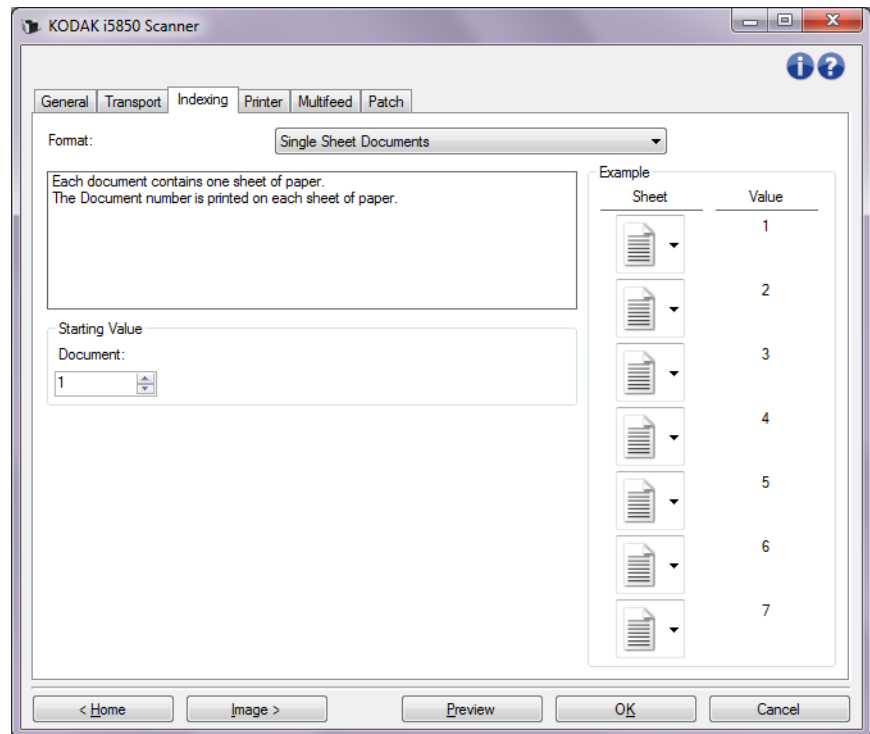 KODAK i5850 Scanner
General Transport Indexing Printer Multifeed Patch
Format: Single Sheet Documents
Each document contains one sheet of paper.
The Document number is printed on each sheet of paper.
Starting Value
Document:
1
Example
Sheet Value
1
2
3
4
5
6
7
< Home Image > Preview OK Cancel